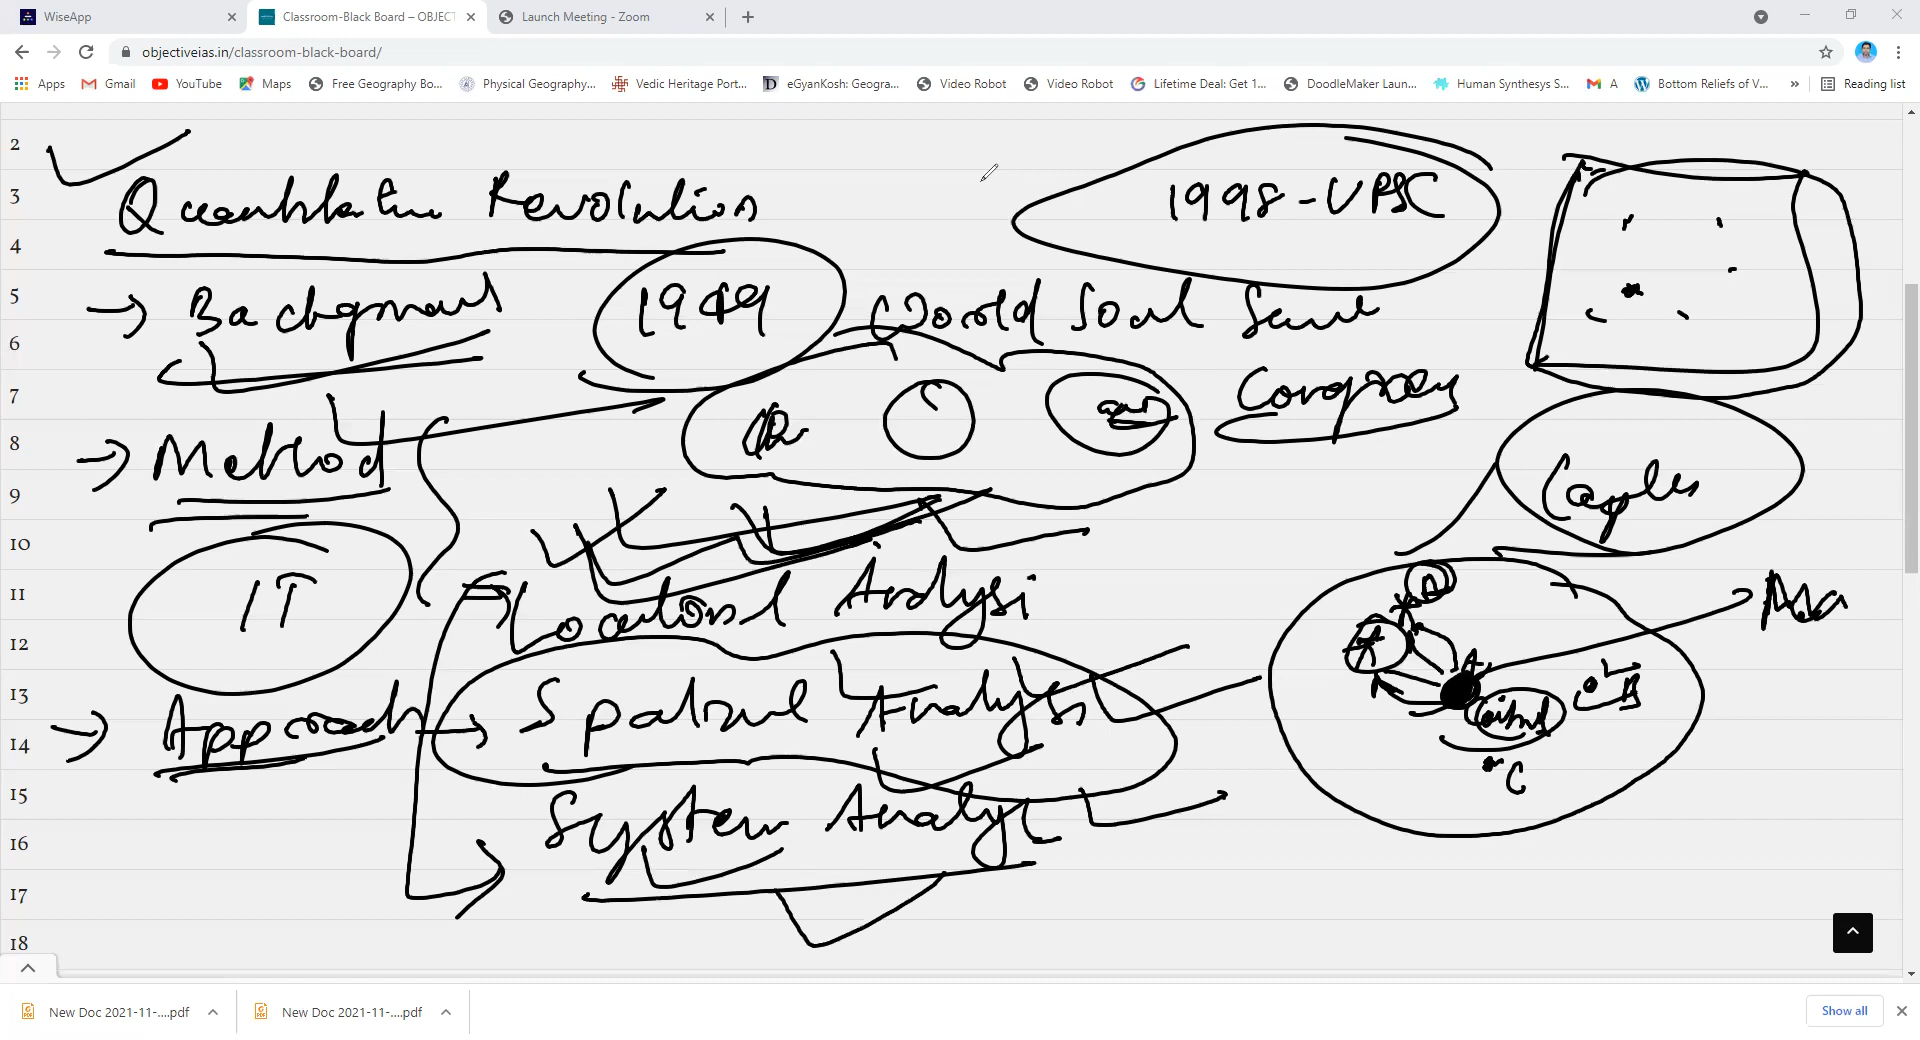 WiseApp
Classroom-Black Board – OBJECT
Launch Meeting - Zoom
objectiveias.in/classroom-black-board/
Apps Gmail YouTube Maps Free Geography Bo... Physical Geography,... Vedic Heritage Port... eGyanKosh: Geogra... Video Robot Video Robot Lifetime Deal: Get 1... DoodleMaker Laun... Human Synthesys S... A Bottom Reliefs of V... » Reading list
2
3 Quantitative Revolution 1998-UPSC
4
5 → Background 1949 World Social Science
6
7 Congress
8 → Method
9
10
11 IT Locational Analysis
12
13 Spatial Analysis
14 → Approach
15 C
16 System Analysis
17
18
New Doc 2021-11-....pdf
New Doc 2021-11-....pdf
Show all